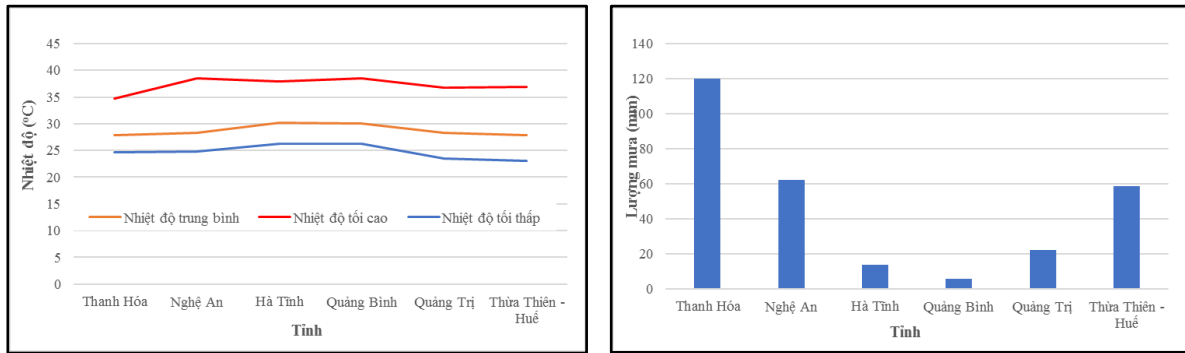 45
40
35
30
25
20
15
10
5
0
Nhiệt độ (°C)
Nhiệt độ trung bình
Nhiệt độ tối cao
Nhiệt độ tối thấp
Thanh Hóa
Nghệ An
Hà Tĩnh
Quảng Bình
Quảng Trị
Thừa Thiên -
Huế
Tỉnh
140
120
100
80
60
40
20
0
Lượng mưa (mm)
Thanh Hóa
Nghệ An
Hà Tĩnh
Quảng Bình
Quảng Trị
Thừa Thiên -
Huế
Tỉnh